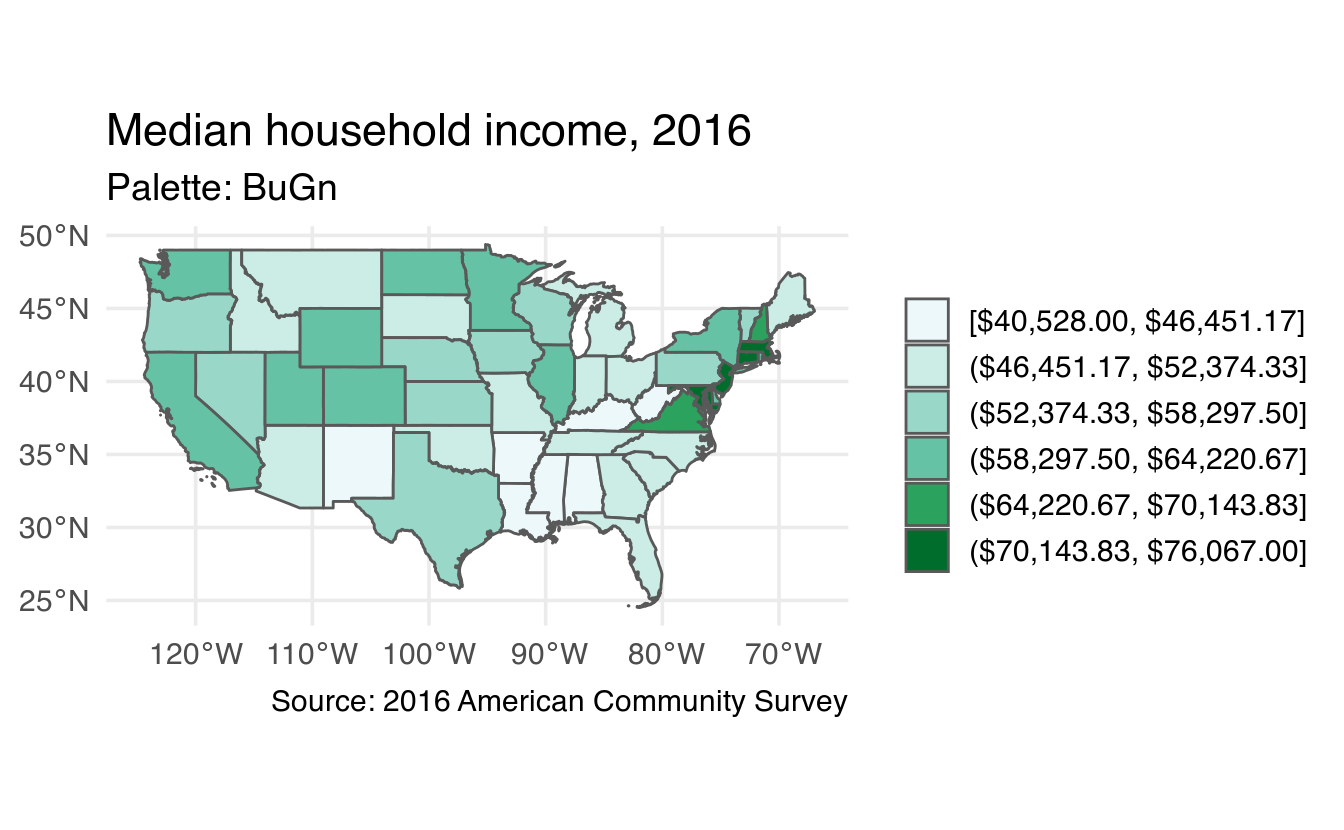 Median household income, 2016
Palette: BuGn
50°N
45°N
40°N
35°N
30°N
25°N
120°W 110°W 100°W 90°W 80°W 70°W
Source: 2016 American Community Survey
[$40,528.00, $46,451.17]
($46,451.17, $52,374.33]
($52,374.33, $58,297.50]
($58,297.50, $64,220.67]
($64,220.67, $70,143.83]
($70,143.83, $76,067.00]